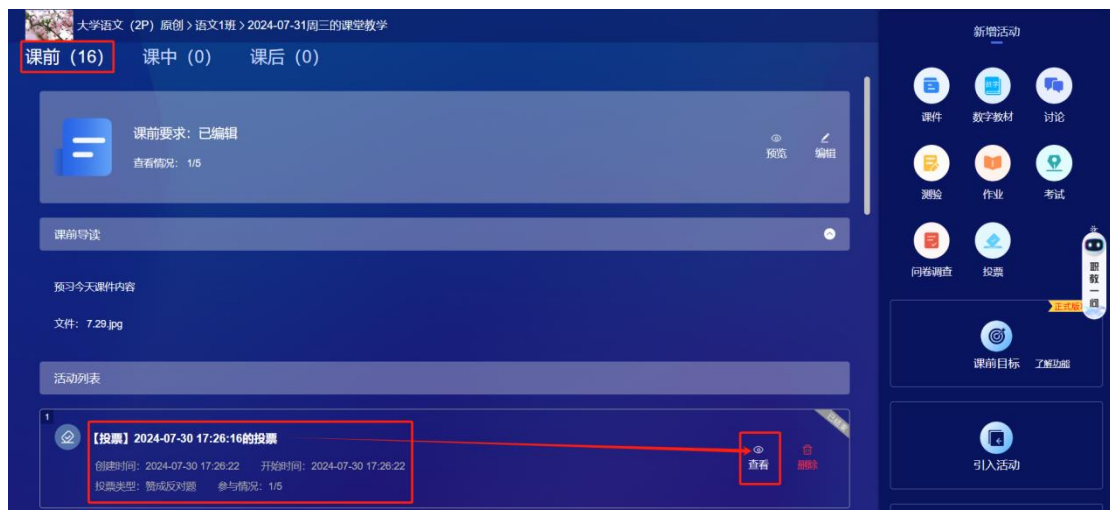 大学语文（2P）原创>语文1班>2024-07-31周三的课堂教学
课前（16） 课中（0） 课后（0）
课前要求：已编辑
查看情况： 1/5
预览 编辑
课前导读
预习今天课件内容
文件： 7.29.jpg
活动列表
1
【投票】2024-07-30 17:26:16的投票
创建时间：2024-07-30 17:26:22 开始时间：2024-07-30 17:26:22
投票类型：赞成反对题 参与情况：1/5
已结束
查看 删除
新增活动
课件 数字教材 讨论
测验 作业 考试
问卷调查 投票
职教一问
正式版
课前目标 了解功能
引入活动